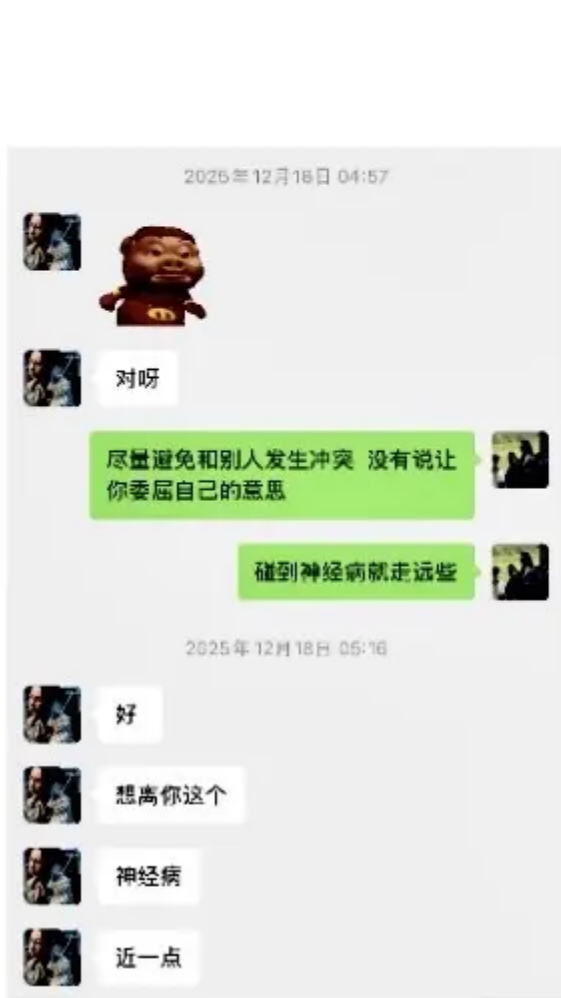 2025年12月18日 04:57
对呀
尽量避免和别人发生冲突 没有说让
你委屈自己的意思
碰到神经病就走远些
2025年12月18日 05:16
好
想离你这个
神经病
近一点